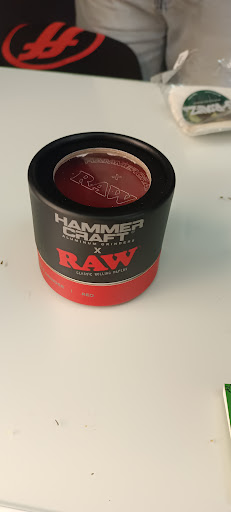 X
RAW
HAMMER
CRAFT
ALUMINUM GRINDERS
X
RAW
CLASSIC ROLLING PAPERS
RED